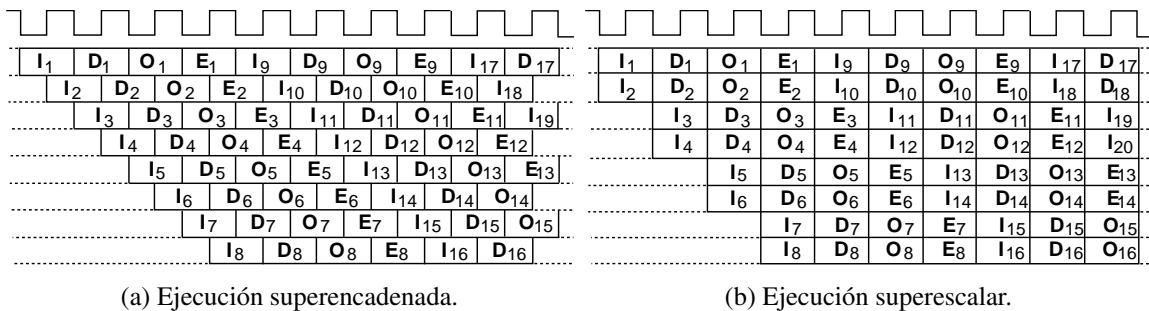 I1 D1 O1 E1 I9 D9 O9 E9 I17 D17
I2 D2 O2 E2 I10 D10 O10 E10 I18
I3 D3 O3 E3 I11 D11 O11 E11 I19
I4 D4 O4 E4 I12 D12 O12 E12
I5 D5 O5 E5 I13 D13 O13 E13
I6 D6 O6 E6 I14 D14 O14
I7 D7 O7 E7 I15 D15 O15
I8 D8 O8 E8 I16 D16
(a) Ejecución superencadenada.
I1 D1 O1 E1 I9 D9 O9 E9 I17 D17
I2 D2 O2 E2 I10 D10 O10 E10 I18 D18
I3 D3 O3 E3 I11 D11 O11 E11 I19
I4 D4 O4 E4 I12 D12 O12 E12 I20
I5 D5 O5 E5 I13 D13 O13 E13
I6 D6 O6 E6 I14 D14 O14 E14
I7 D7 O7 E7 I15 D15 O15
I8 D8 O8 E8 I16 D16 O16
(b) Ejecución superescalar.